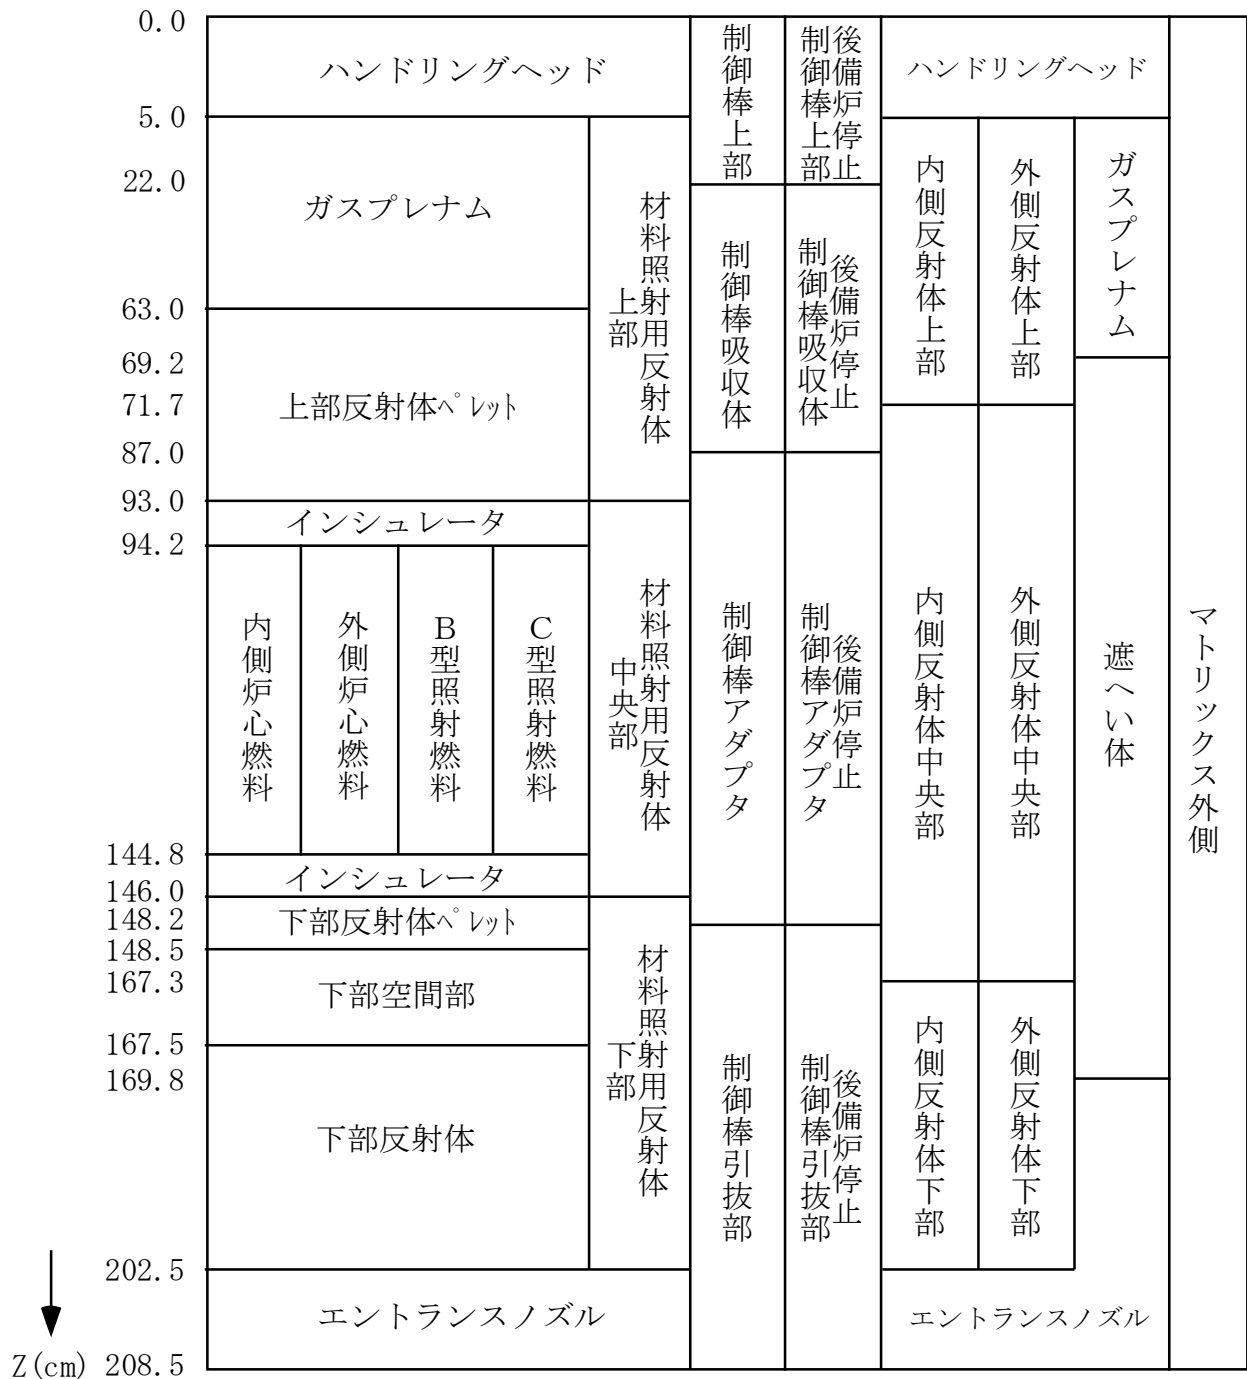 0.0
5.0
22.0
63.0
69.2
71.7
87.0
93.0
94.2
144.8
146.0
148.2
148.5
167.3
167.5
169.8
202.5
208.5
Z(cm)
ハンドリングヘッド
ガスプレナム
上部反射体ペレット
インシュレータ
内側炉心燃料
外側炉心燃料
B型照射燃料
C型照射燃料
インシュレータ
下部反射体ペレット
下部空間部
下部反射体
エントランスノズル
材料照射用反射体
上部
材料照射用反射体
中央部
材料照射用反射体
下部
制御棒上部
制御棒吸収体
制御棒アダプタ
制御棒引抜部
後備炉停止
制御棒上部
後備炉停止
制御棒吸収体
後備炉停止
制御棒アダプタ
後備炉停止
制御棒引抜部
ハンドリングヘッド
内側反射体上部
内側反射体中央部
内側反射体下部
外側反射体上部
外側反射体中央部
外側反射体下部
ガスプレナム
遮へい体
エントランスノズル
マトリックス外側